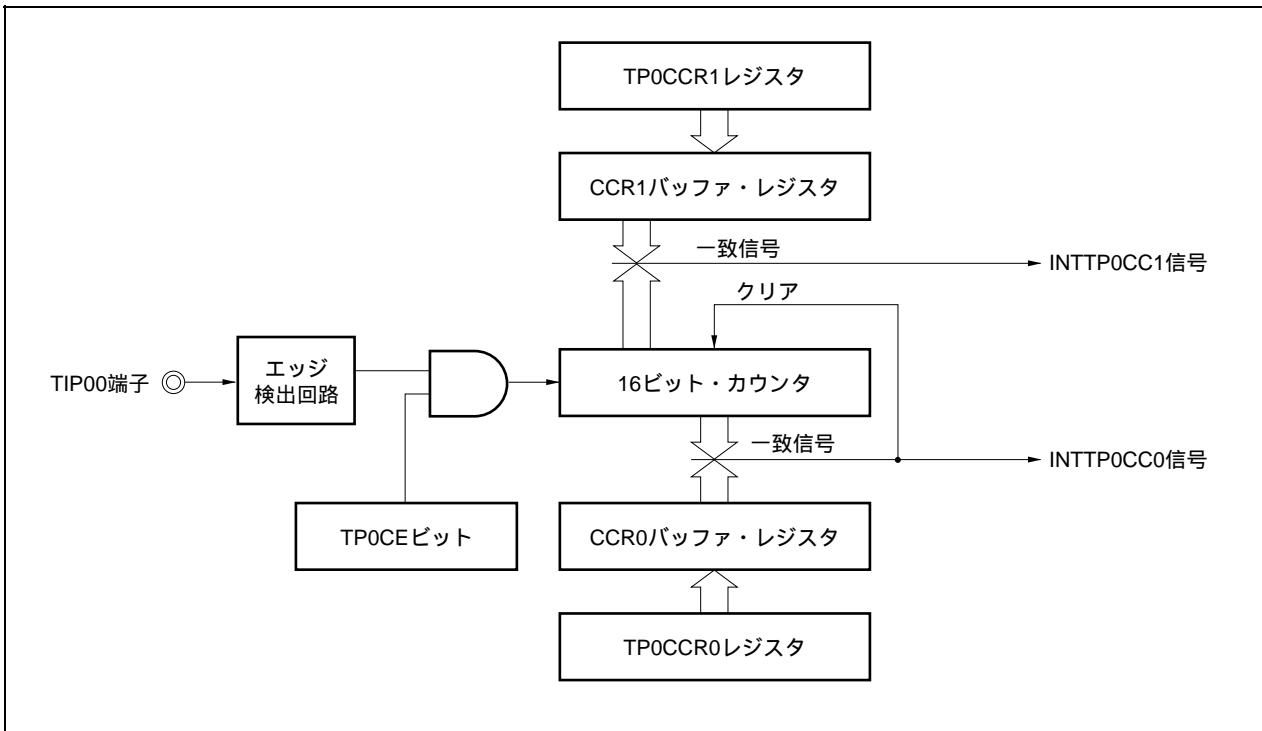 TP0CCR1レジスタ
CCR1バッファ・レジスタ
一致信号
INTTP0CC1信号
クリア
TIP00端子
エッジ
検出回路
16ビット・カウンタ
一致信号
INTTP0CC0信号
TP0CEビット
CCR0バッファ・レジスタ
TP0CCR0レジスタ